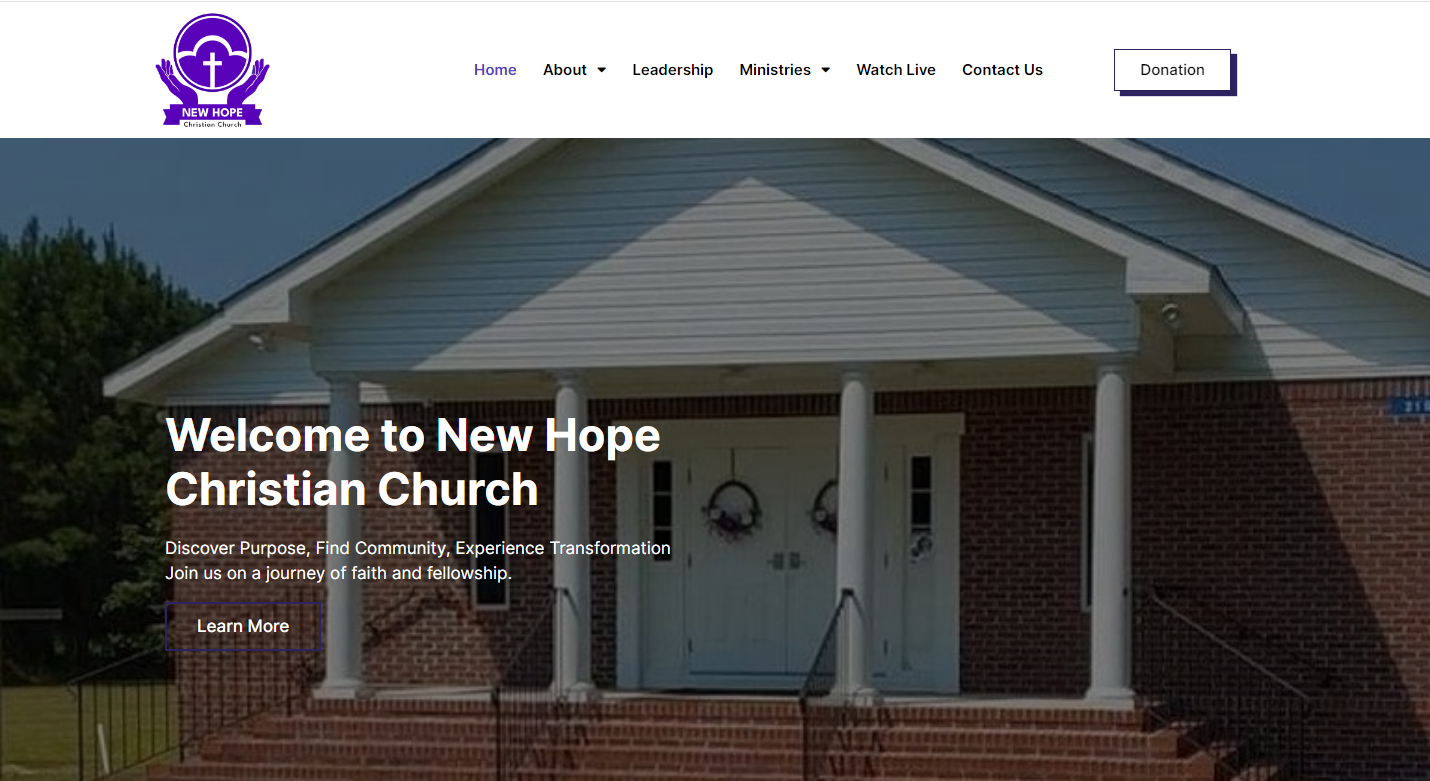 NEW HOPE
Christian Church
Home
About
Leadership
Ministries
Watch Live
Contact Us
Donation
Welcome to New Hope
Christian Church
Discover Purpose, Find Community, Experience Transformation
Join us on a journey of faith and fellowship.
Learn More